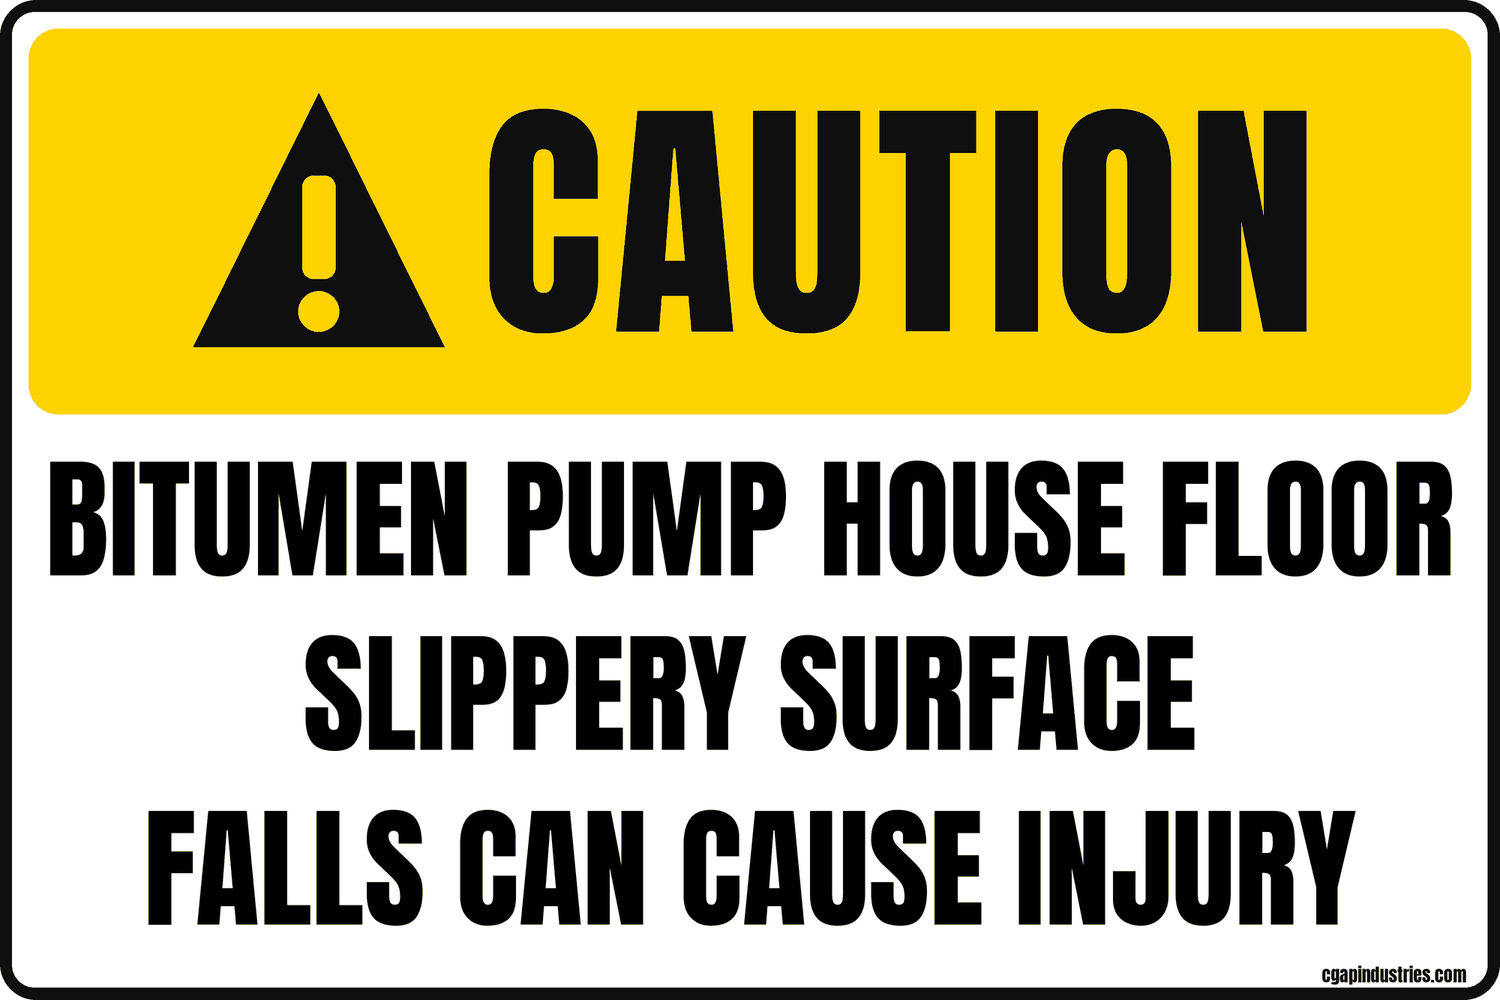 CAUTION
BITUMEN PUMP HOUSE FLOOR
SLIPPERY SURFACE
FALLS CAN CAUSE INJURY
cgapindustries.com